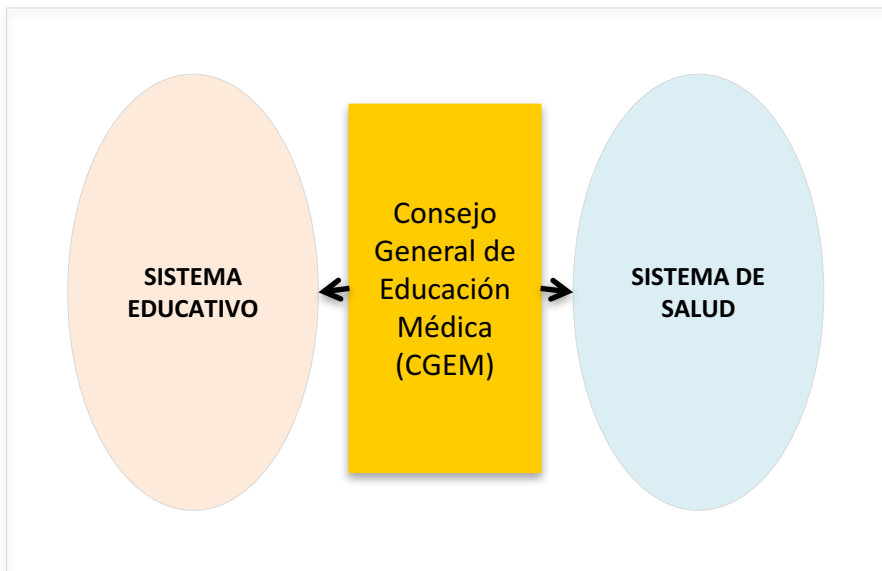 SISTEMA
EDUCATIVO
Consejo
General de
Educación
Médica
(CGEM)
SISTEMA DE
SALUD